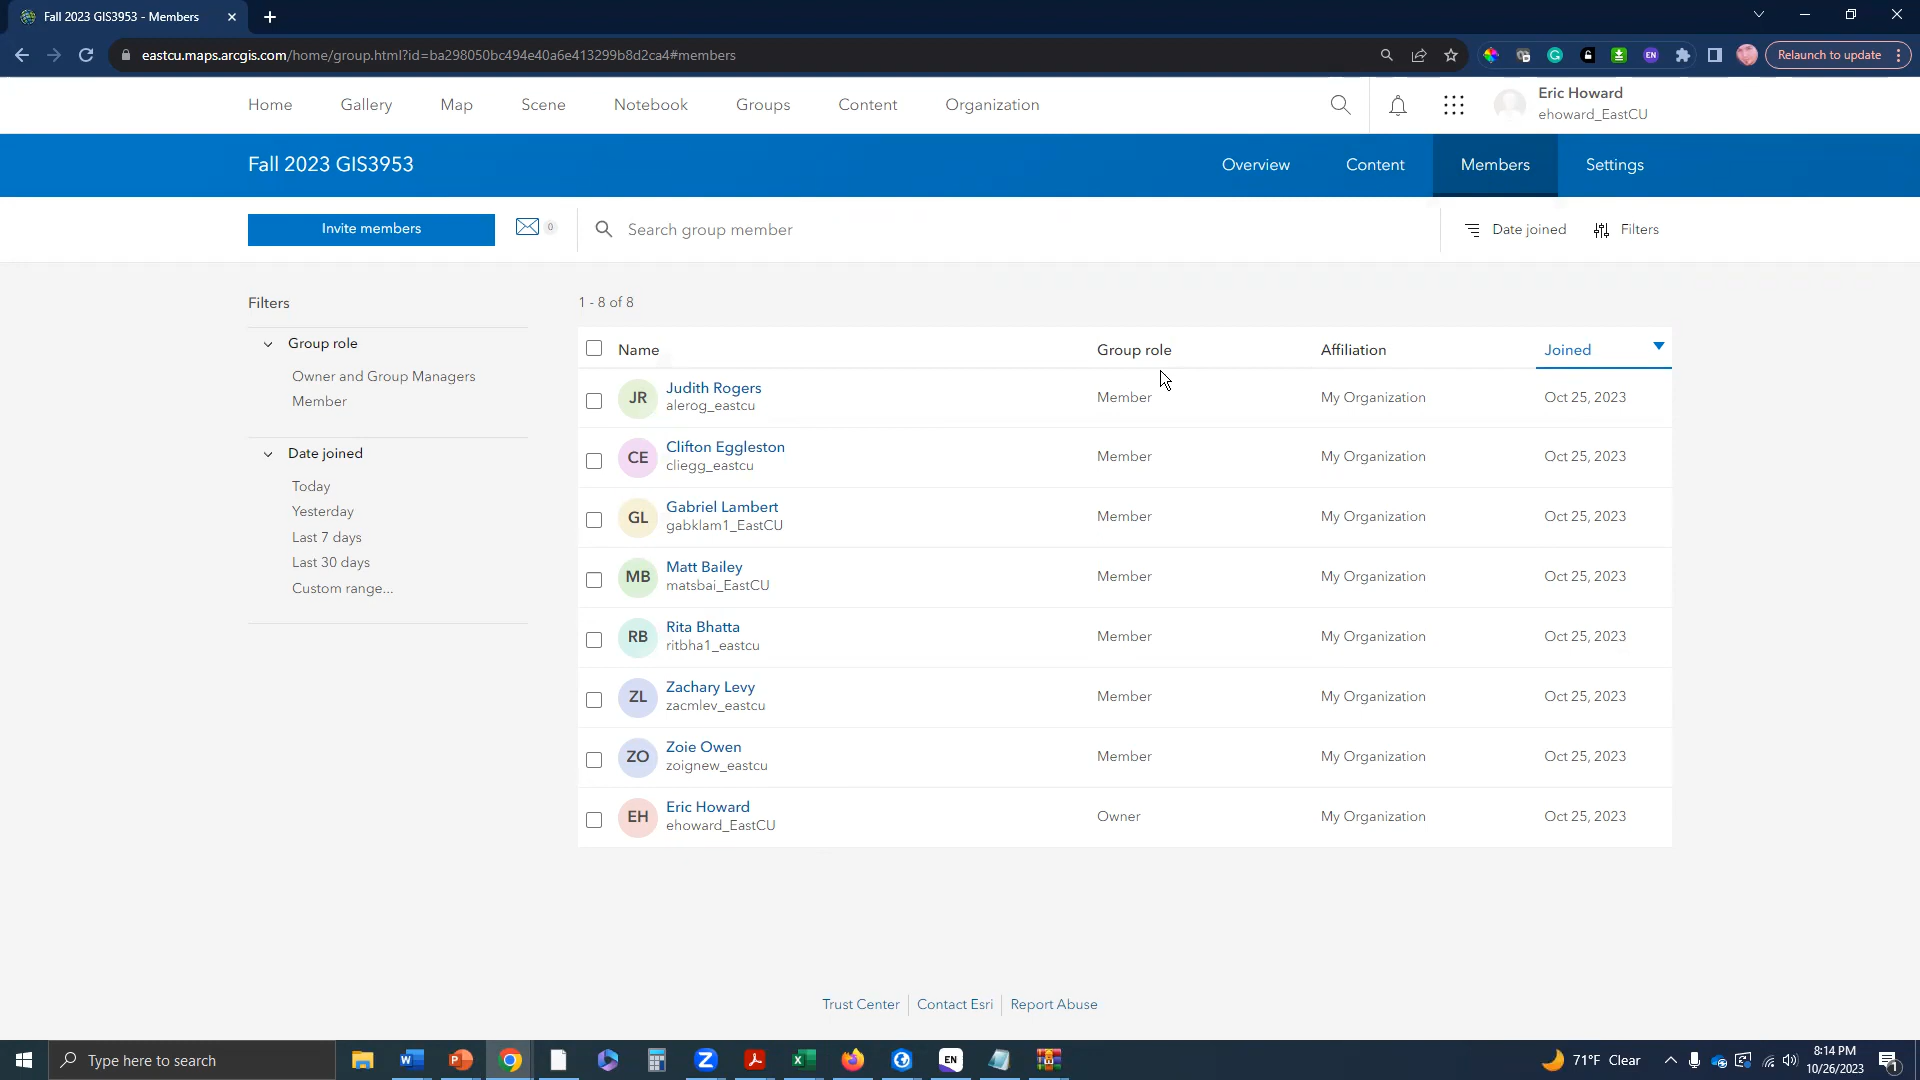 Fall 2023 GIS3953 - Members
eastcu.maps.arcgis.com/home/group.html?id=ba298050bc494e40a6e413299b8d2ca4#members
EN
Relaunch to update
Home Gallery Map Scene Notebook Groups Content Organization
Eric Howard
ehoward_EastCU
Fall 2023 GIS3953
Overview Content Members Settings
Invite members
0
Search group member
Date joined
Filters
Filters
Group role
Owner and Group Managers
Member
Date joined
Today
Yesterday
Last 7 days
Last 30 days
Custom range...
1 - 8 of 8
Name Group role Affiliation Joined
JR Judith Rogers Member My Organization Oct 25, 2023
alerog_eastcu
CE Clifton Eggleston Member My Organization Oct 25, 2023
cliegg_eastcu
GL Gabriel Lambert Member My Organization Oct 25, 2023
gabklam1_EastCU
MB Matt Bailey Member My Organization Oct 25, 2023
matsbai_EastCU
RB Rita Bhatta Member My Organization Oct 25, 2023
ritbha1_eastcu
ZL Zachary Levy Member My Organization Oct 25, 2023
zacmlev_eastcu
ZO Zoie Owen Member My Organization Oct 25, 2023
zoignew_eastcu
EH Eric Howard Owner My Organization Oct 25, 2023
ehoward_EastCU
Trust Center Contact Esri Report Abuse
Type here to search
EN
71°F Clear
8:14 PM
10/26/2023
1